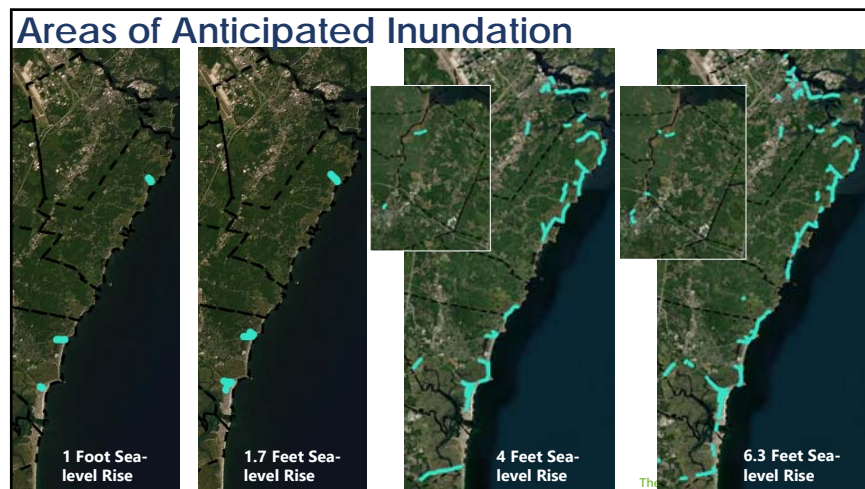 Areas of Anticipated Inundation
1 Foot Sea-
level Rise
1.7 Feet Sea-
level Rise
4 Feet Sea-
level Rise
6.3 Feet Sea-
level Rise
The